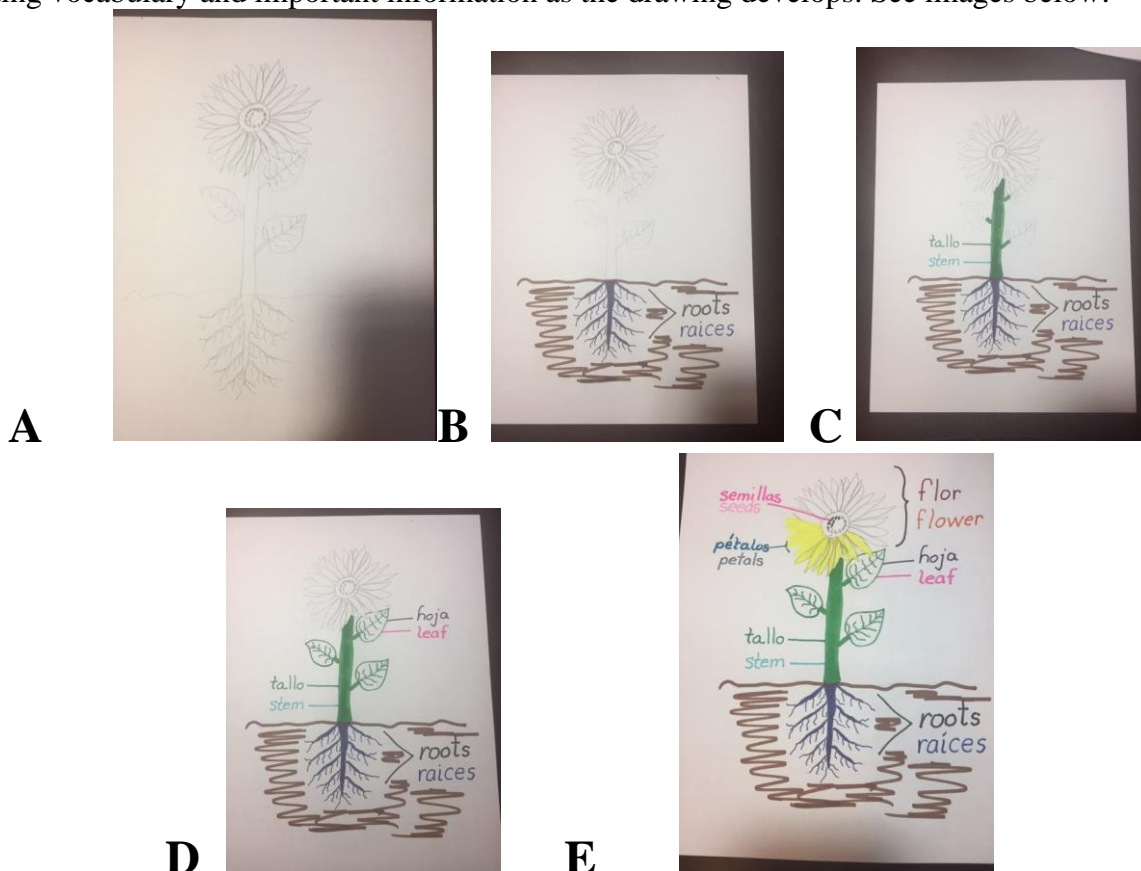 ing vocabulary and important information as the drawing develops. See images below:
A
B
roots
raices
C
tallo
stem
roots
raices
D
hoja
leaf
tallo
stem
roots
raices
E
semillas
seeds
flor
flower
pétalos
petals
hoja
leaf
tallo
stem
roots
raíces